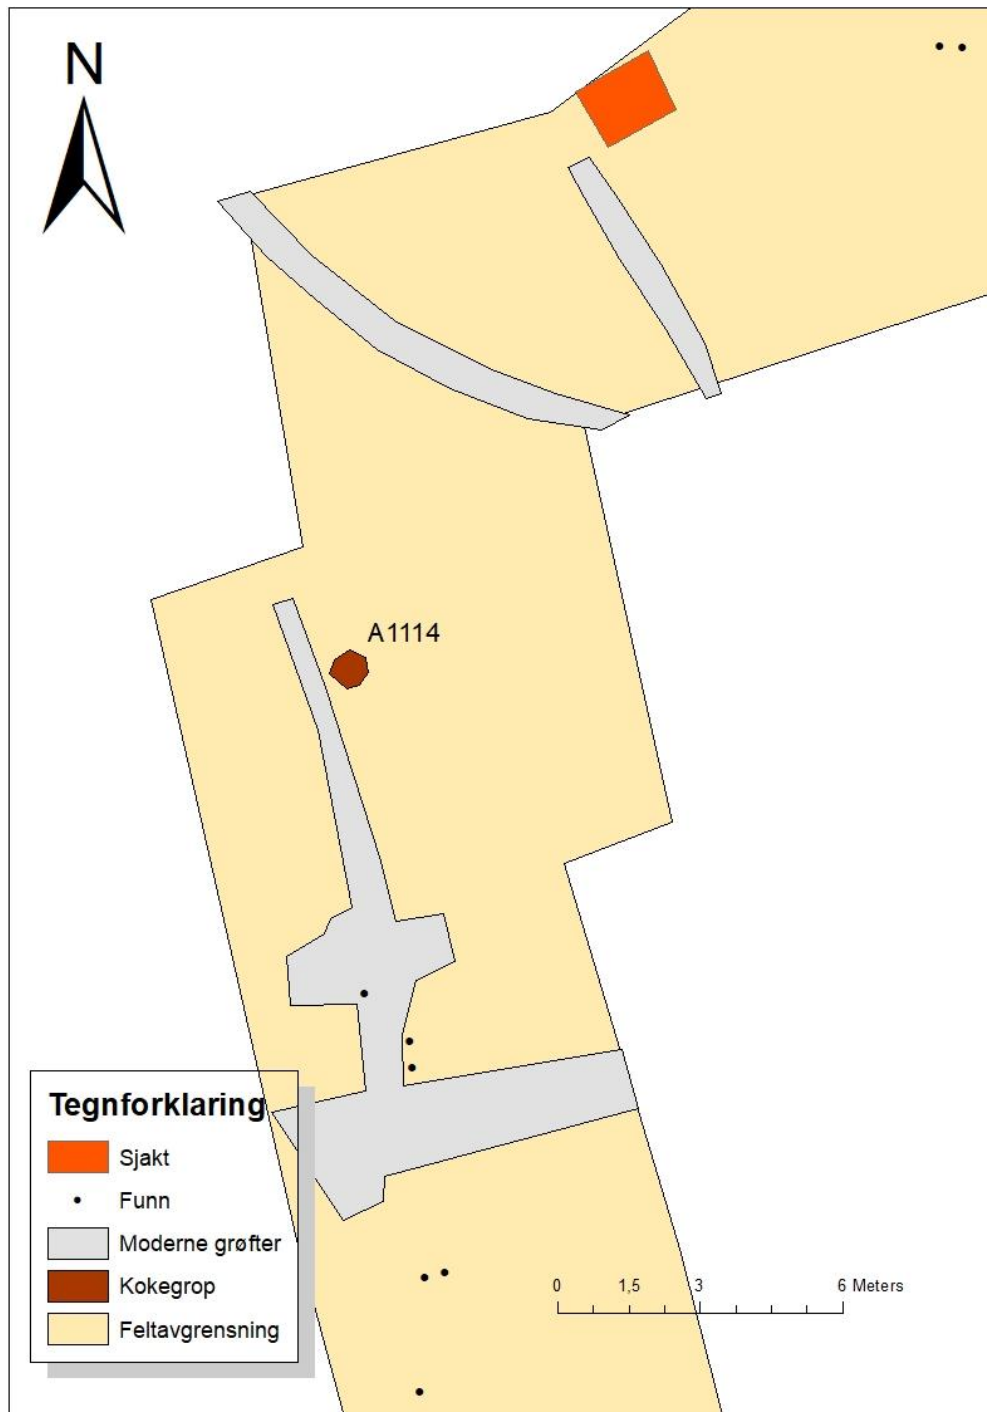 N
A1114
Tegnforklaring
Sjakt
Funn
Moderne grøfter
Kokegrop
Feltavgrensning
0 1,5 3 6 Meters